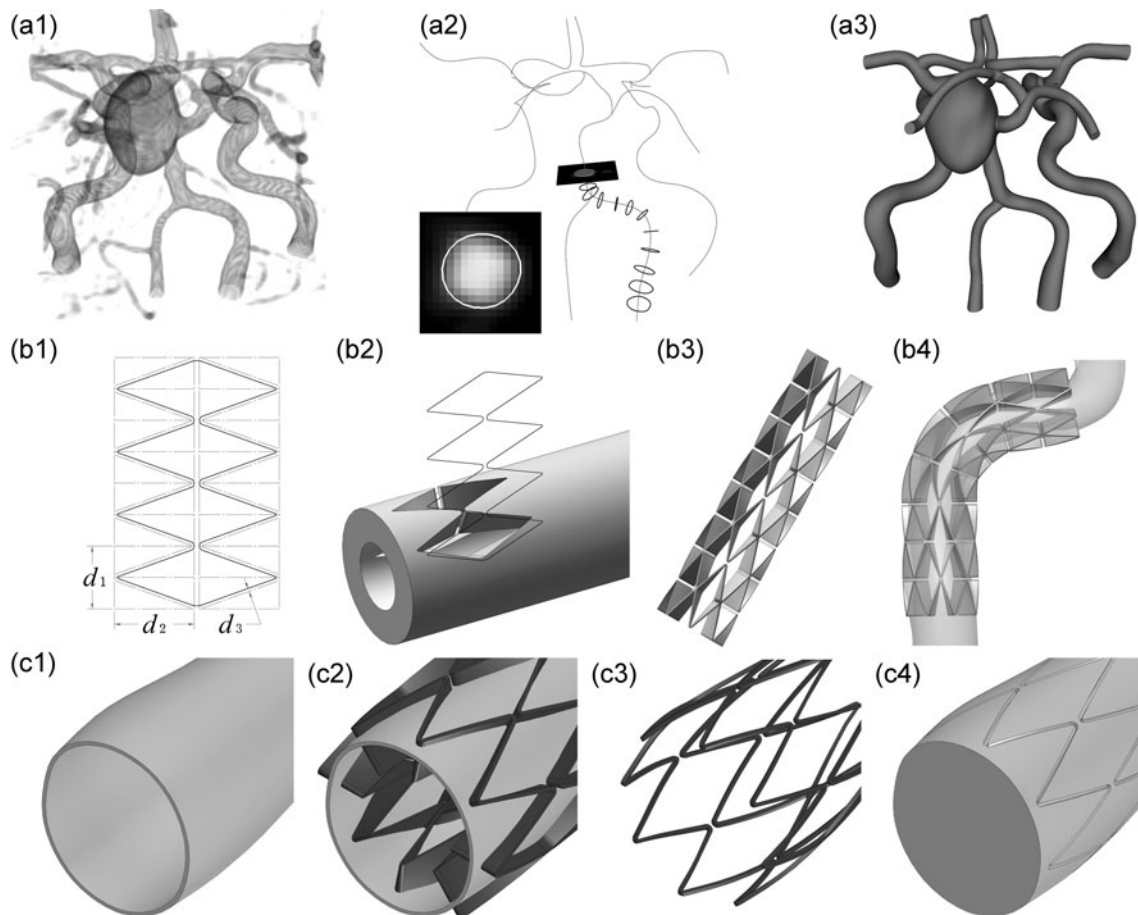 (a1)
(a2)
(a3)
(b1)
(b2)
(b3)
(b4)
d1
d2
d3
(c1)
(c2)
(c3)
(c4)